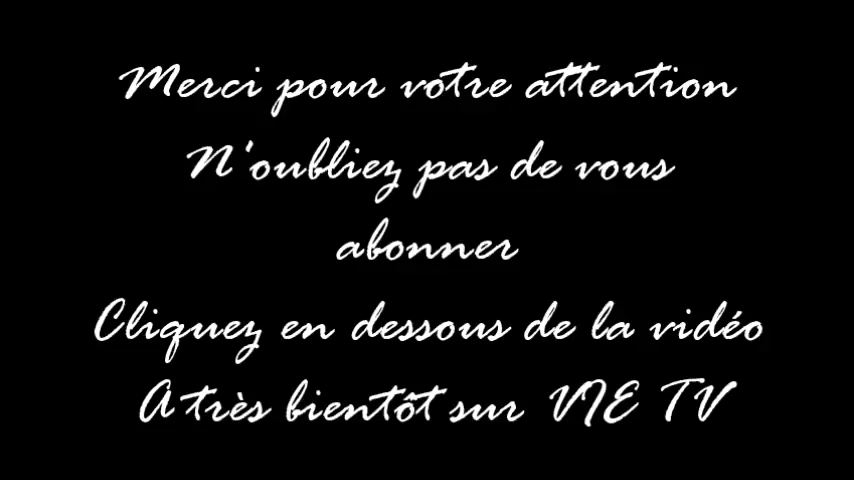 Merci pour votre attention
N'oubliez pas de vous
abonner
Cliquez en dessous de la vidéo
A très bientôt sur VIE TV